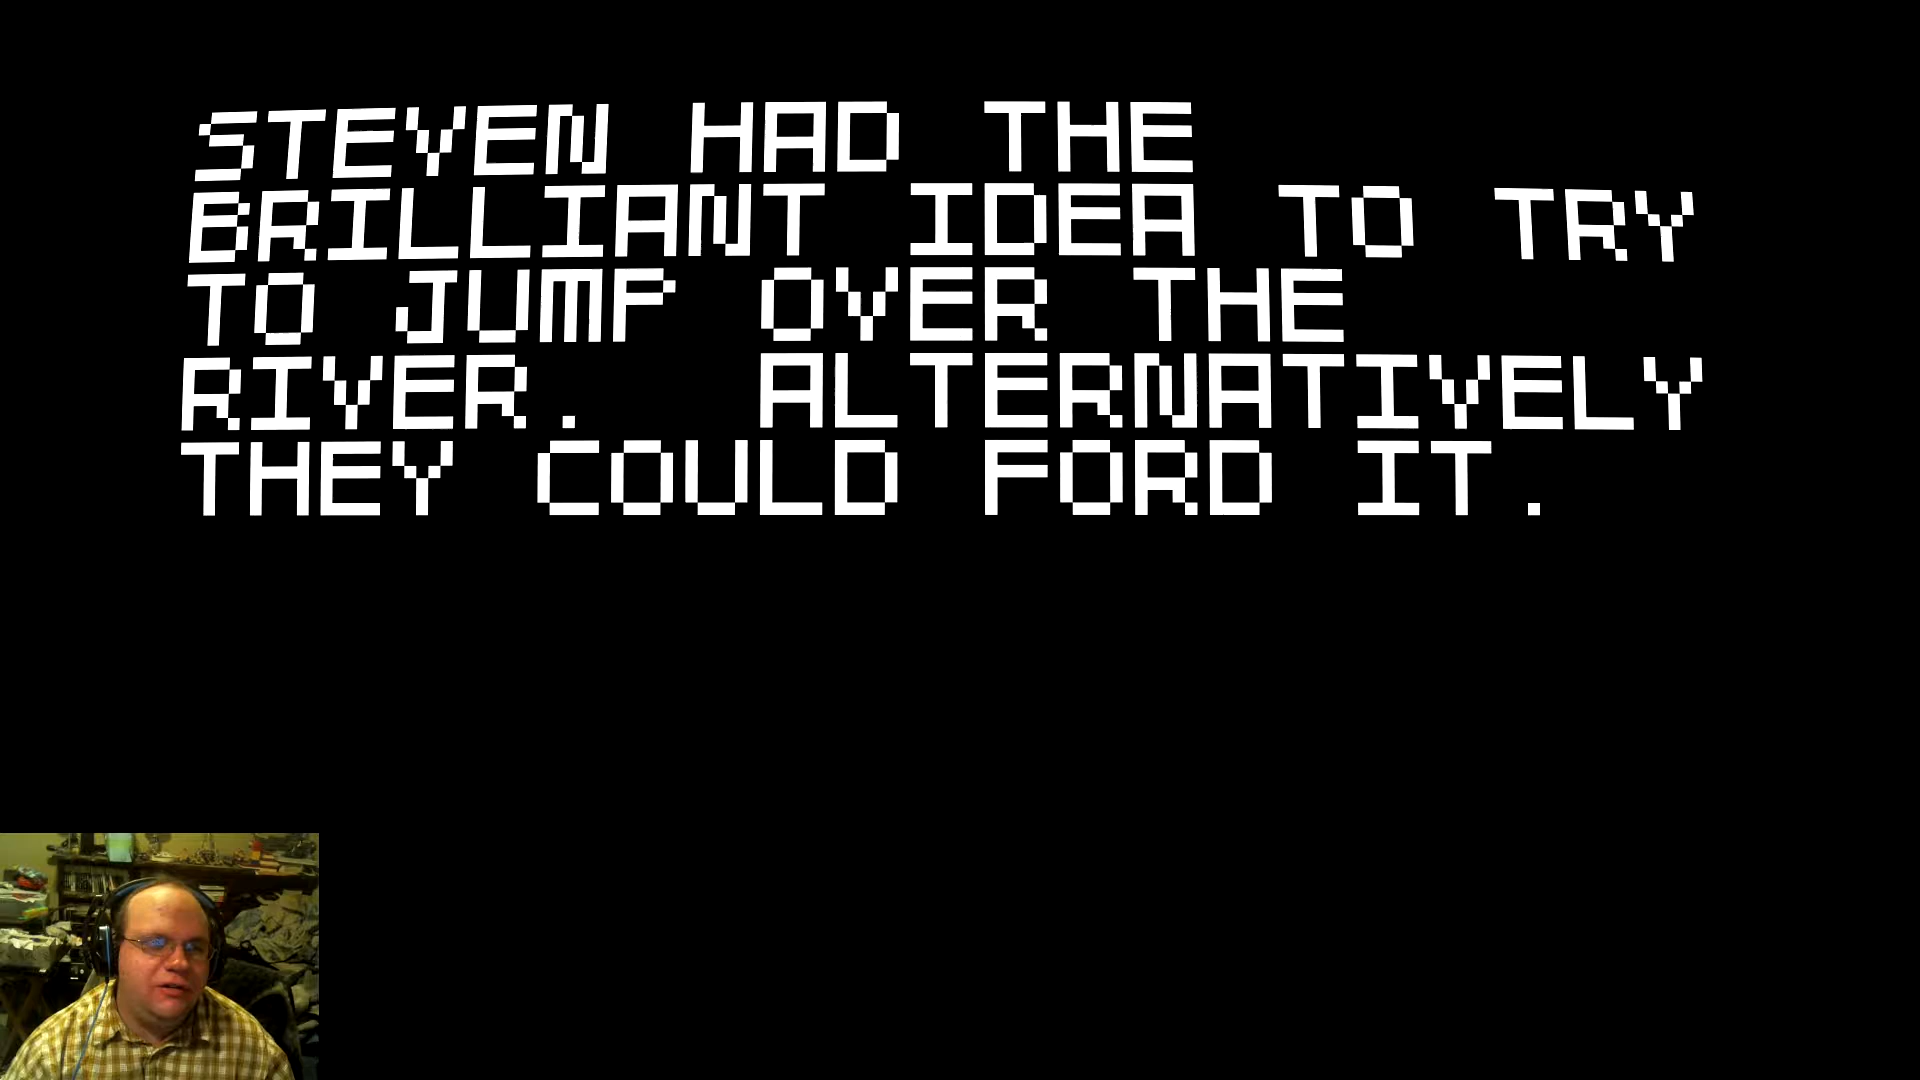 STEVEN HAD THE
BRILLIANT IDEA TO TRY
TO JUMP OVER THE
RIVER.  ALTERNATIVELY
THEY COULD FORD IT.